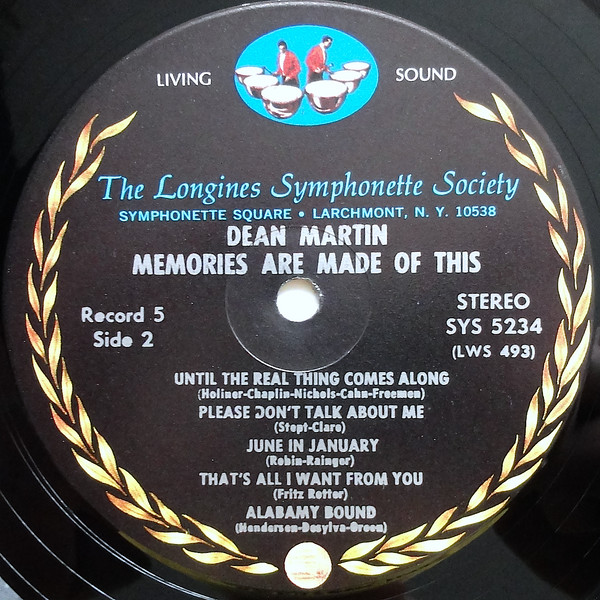 LIVING SOUND
The Longines Symphonette Society
SYMPHONETTE SQUARE • LARCHMONT, N. Y. 10538
DEAN MARTIN
MEMORIES ARE MADE OF THIS
Record 5
Side 2
STEREO
SYS 5234
(LWS 493)
UNTIL THE REAL THING COMES ALONG
(Holiner-Chaplin-Nichols-Cahn-Freemen)
PLEASE DON'T TALK ABOUT ME
(Stept-Clare)
JUNE IN JANUARY
(Robin-Rainger)
THAT'S ALL I WANT FROM YOU
(Fritz Rotter)
ALABAMY BOUND
(Henderson-Desylva-Green)